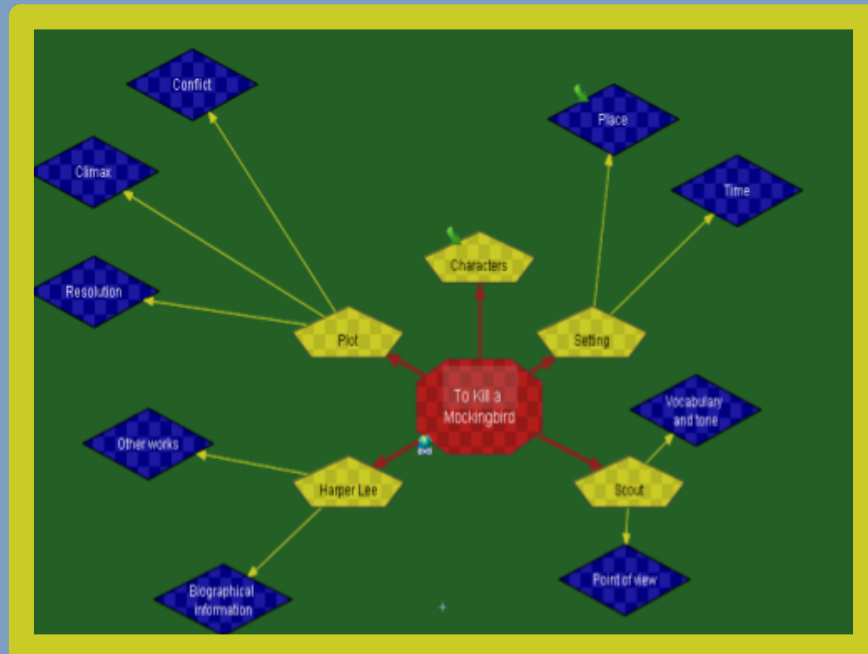 Conflict
Place
Climax
Time
Characters
Resolution
Plot
Setting
To Kill a
Mockingbird
Vocabulary
and tone
Other works
Harper Lee
Scout
Point of view
Biographical
information